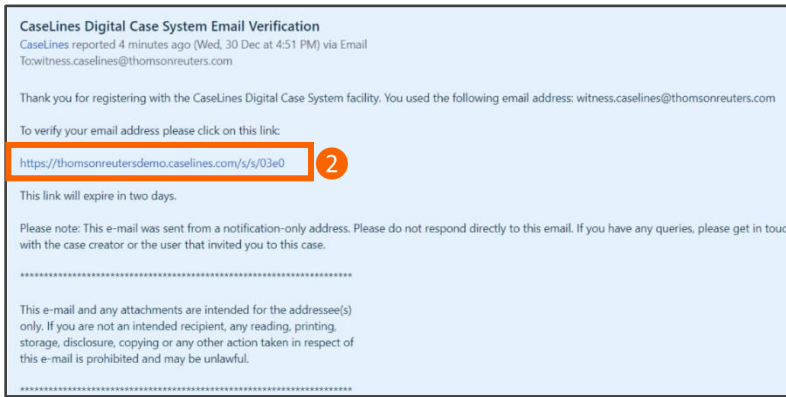 CaseLines Digital Case System Email Verification
CaseLines reported 4 minutes ago (Wed, 30 Dec at 4:51 PM) via Email
To:witness.caselines@thomsonreuters.com
Thank you for registering with the CaseLines Digital Case System facility. You used the following email address: witness.caselines@thomsonreuters.com
To verify your email address please click on this link:
https://thomsonreutersdemo.caselines.com/s/s/03e0
2
This link will expire in two days.
Please note: This e-mail was sent from a notification-only address. Please do not respond directly to this email. If you have any queries, please get in touc
with the case creator or the user that invited you to this case.
**********************************************************************
This e-mail and any attachments are intended for the addressee(s)
only. If you are not an intended recipient, any reading, printing,
storage, disclosure, copying or any other action taken in respect of
this e-mail is prohibited and may be unlawful.
**********************************************************************